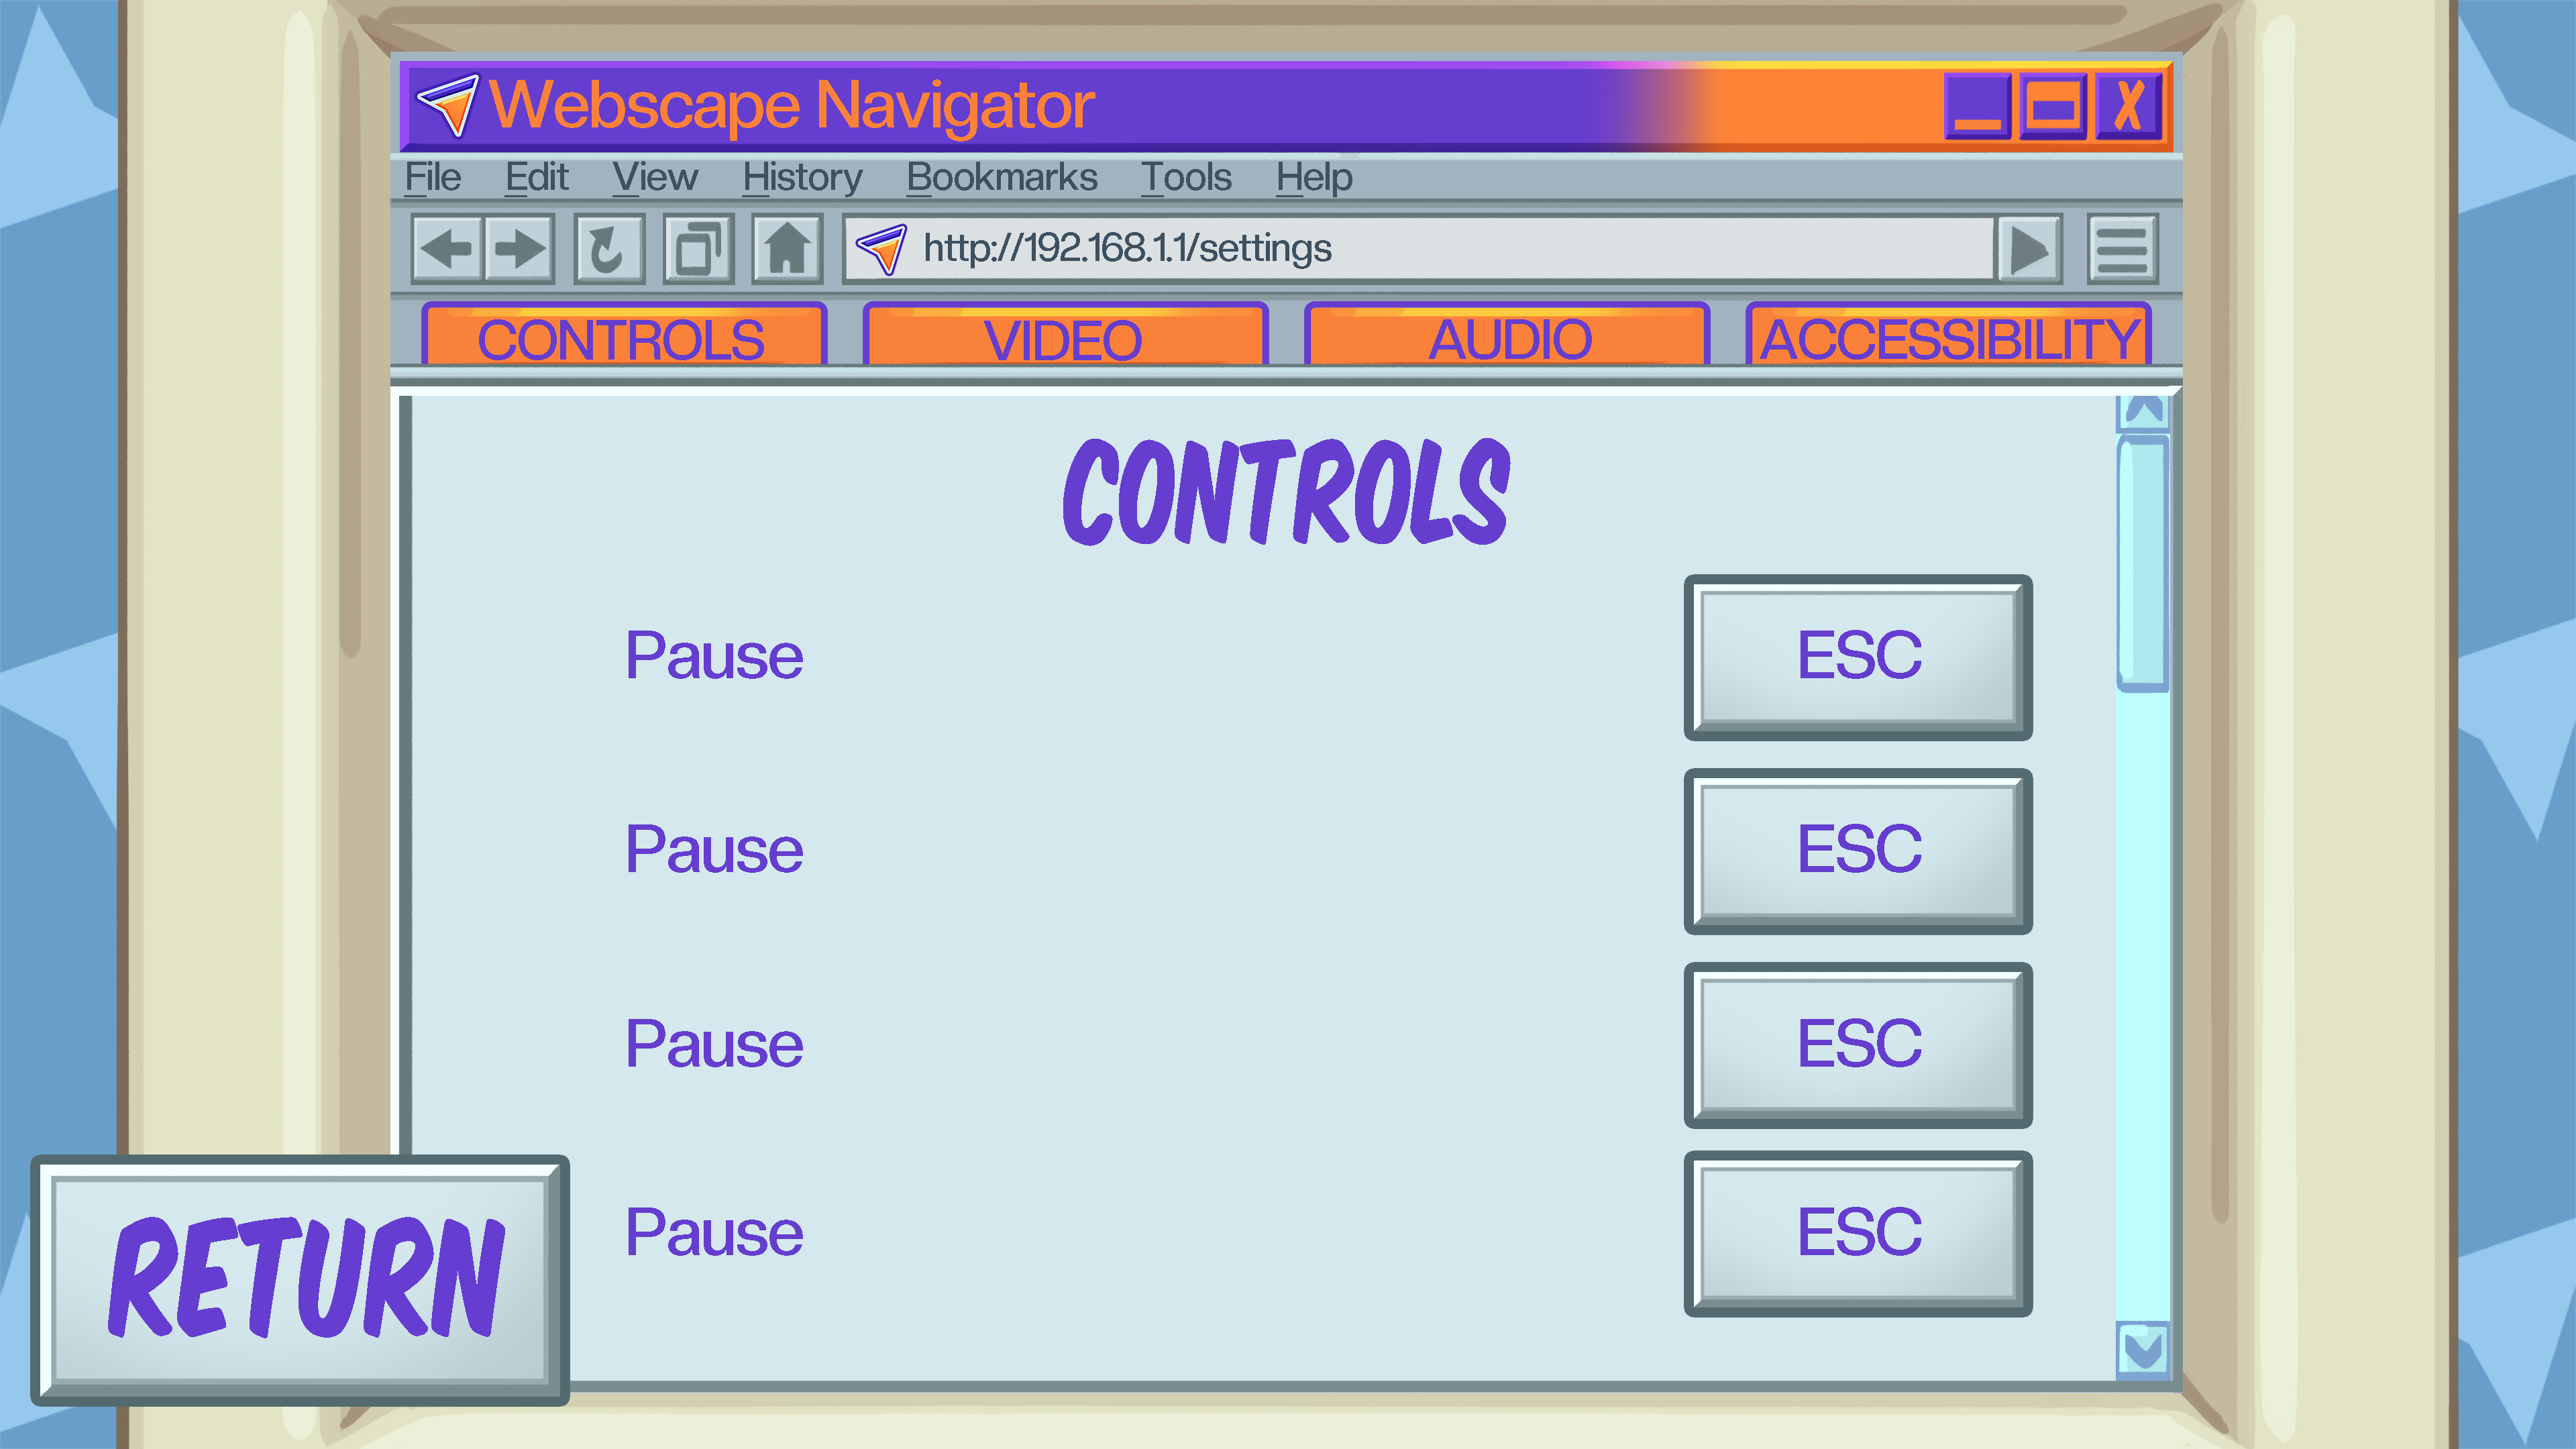 Webscape Navigator
File Edit View History Bookmarks Tools Help
http://192.168.1.1/settings
CONTROLS VIDEO AUDIO ACCESSIBILITY
CONTROLS
Pause ESC
Pause ESC
Pause ESC
Pause ESC
RETURN